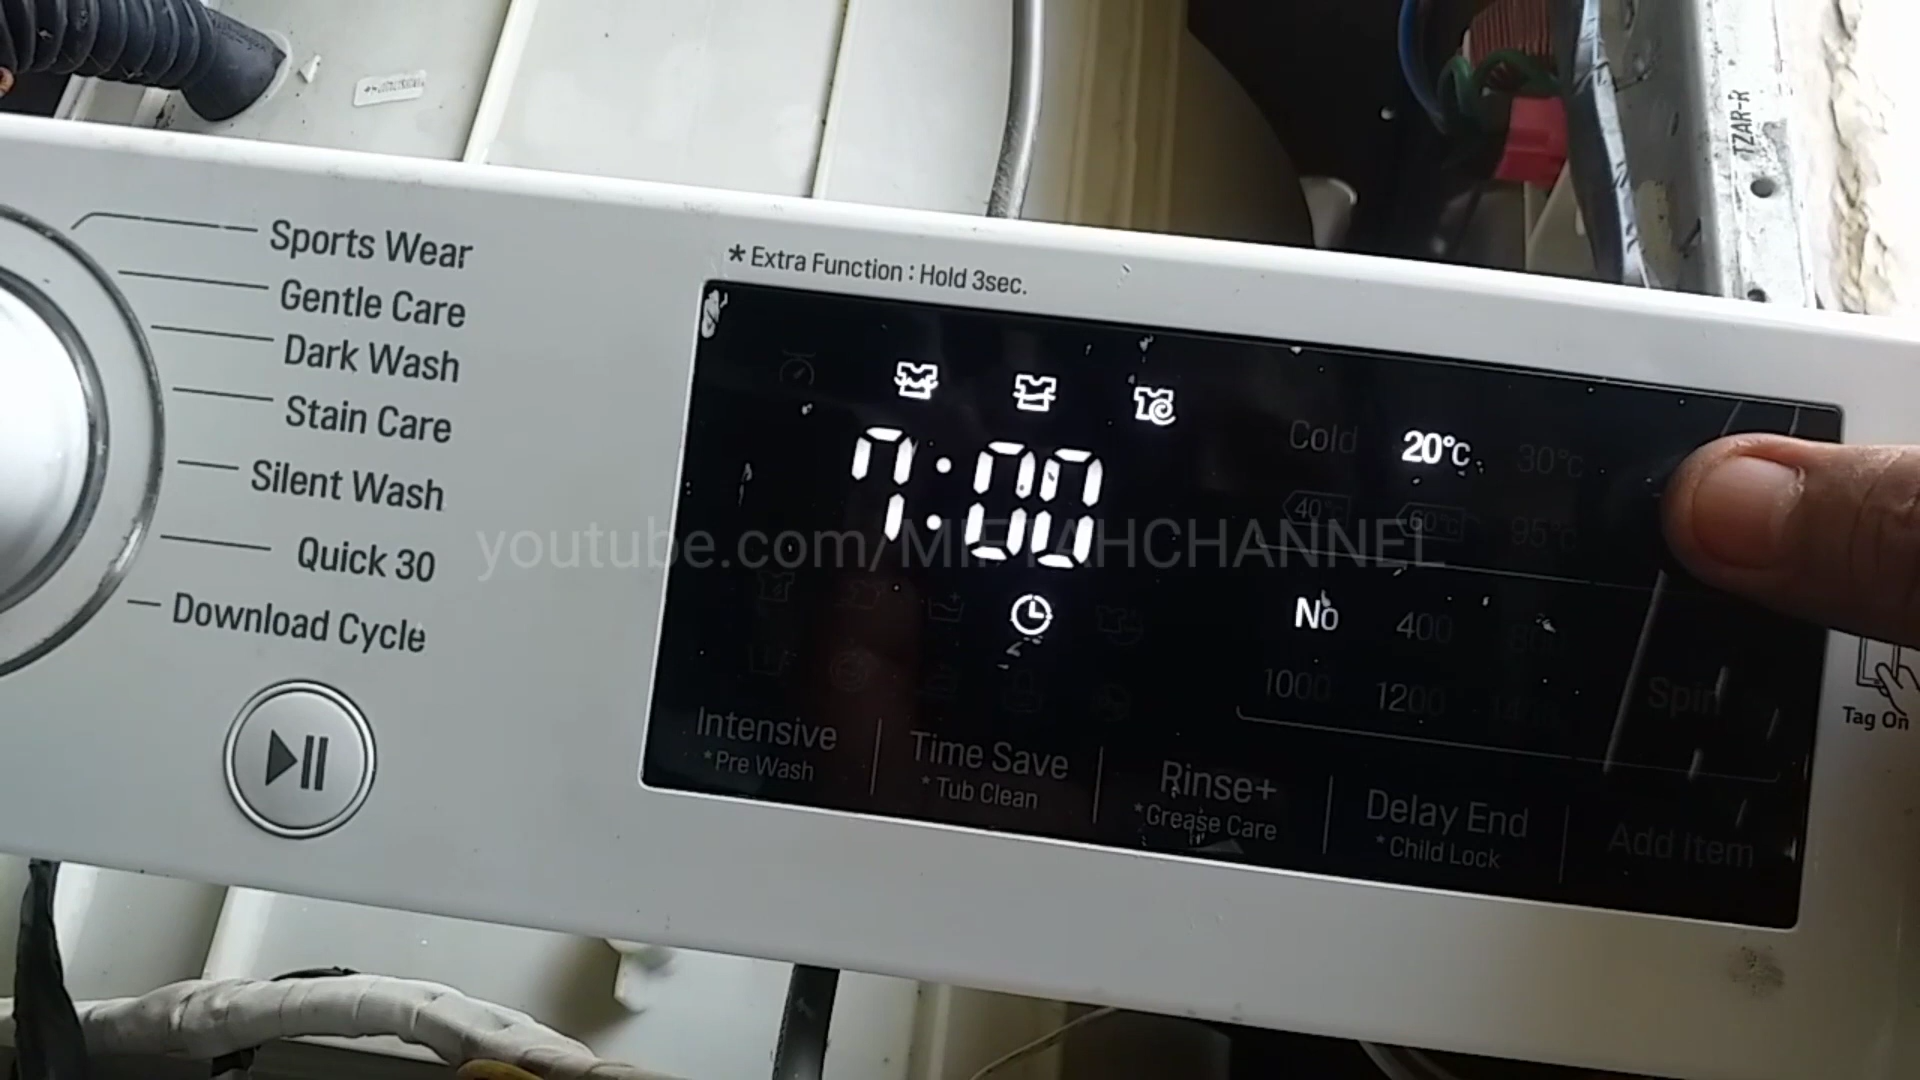 TZAR-R
Sports Wear
Gentle Care
Dark Wash
Stain Care
Silent Wash
Quick 30
Download Cycle
* Extra Function : Hold 3sec.
7:00
Cold 20°C 30°C
40°C 60°C 95°C
No 400 800
1000 1200
Spin
Intensive
*Pre Wash
Time Save
* Tub Clean
Rinse+
*Grease Care
Delay End
* Child Lock
Add Item
Tag On
youtube.com/MIFTAHCHANNEL